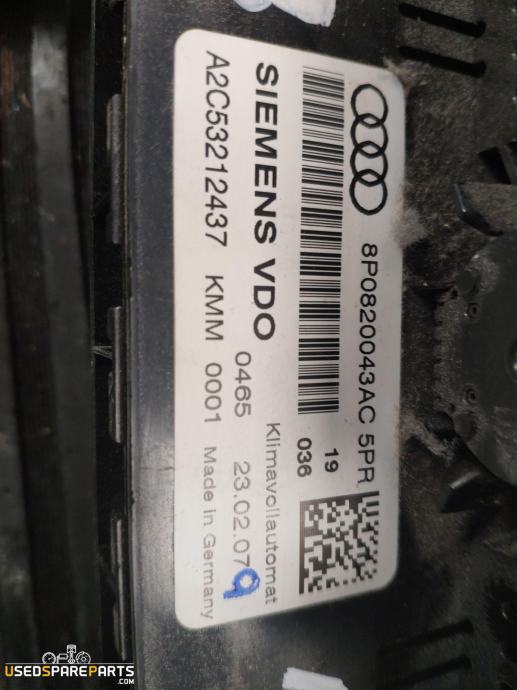 8P0820043AC 5PR
19
036
Klimavollautomat
SIEMENS VDO 0465 23.02.07
A2C53212437 KMM 0001 Made in Germany
9
USEDSPAREPARTS
.COM